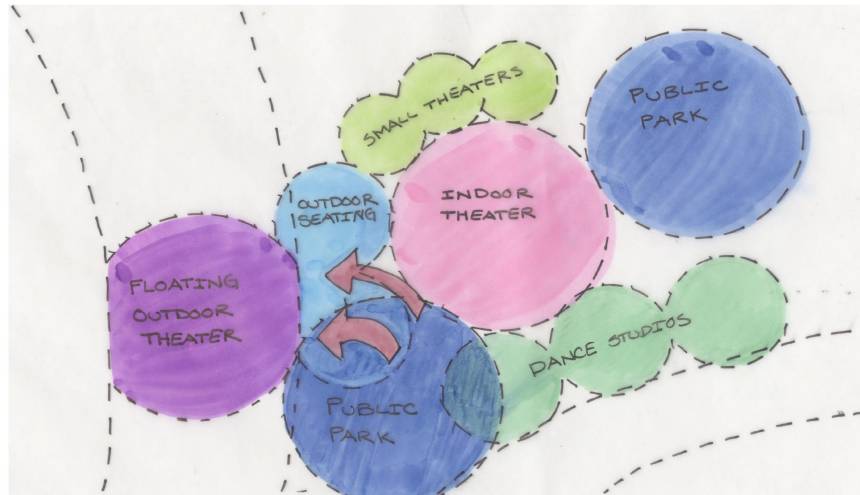 SMALL THEATERS
PUBLIC
PARK
OUTDOOR
SEATING
INDOOR
THEATER
FLOATING
OUTDOOR
THEATER
DANCE STUDIOS
PUBLIC
PARK